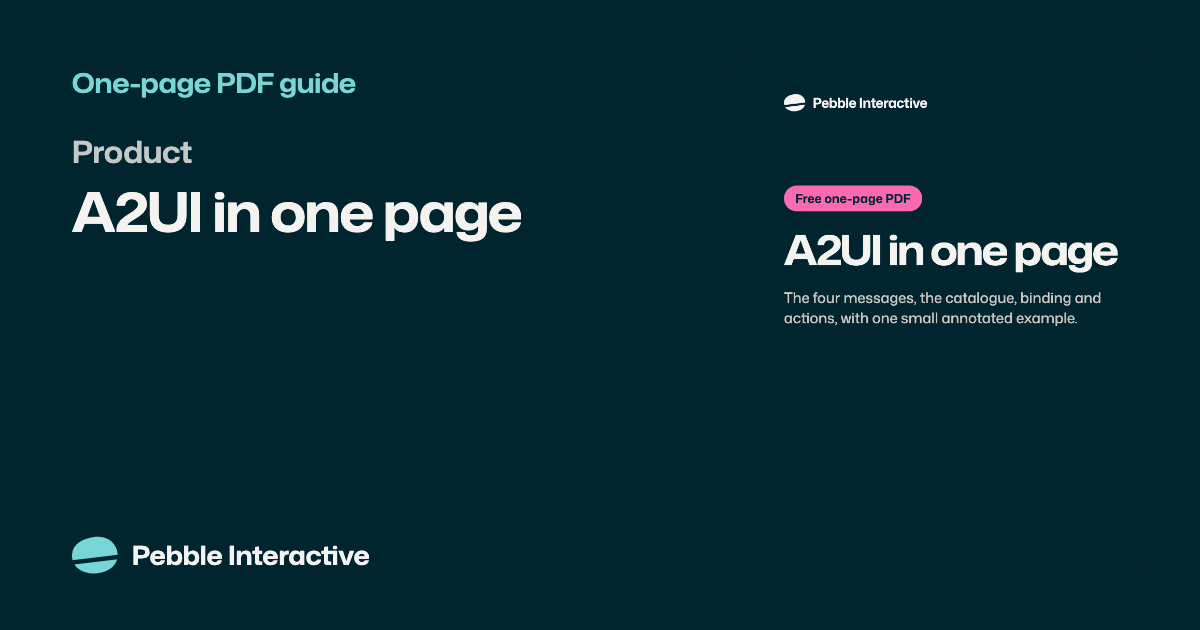 One-page PDF guide
Product
A2UI in one page
Pebble Interactive
Pebble Interactive
Free one-page PDF
A2UI in one page
The four messages, the catalogue, binding and
actions, with one small annotated example.